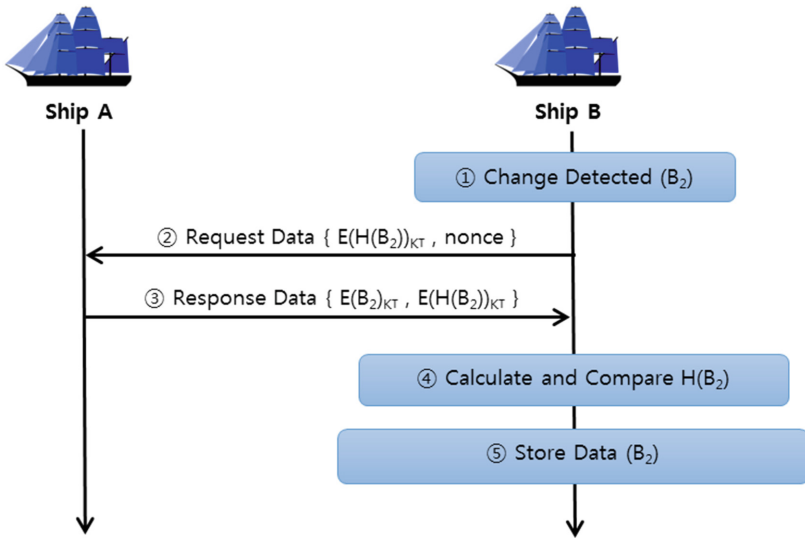 Ship A
Ship B
① Change Detected (B₂)
② Request Data { E(H(B₂))ₖₜ , nonce }
③ Response Data { E(B₂)ₖₜ , E(H(B₂))ₖₜ }
④ Calculate and Compare H(B₂)
⑤ Store Data (B₂)